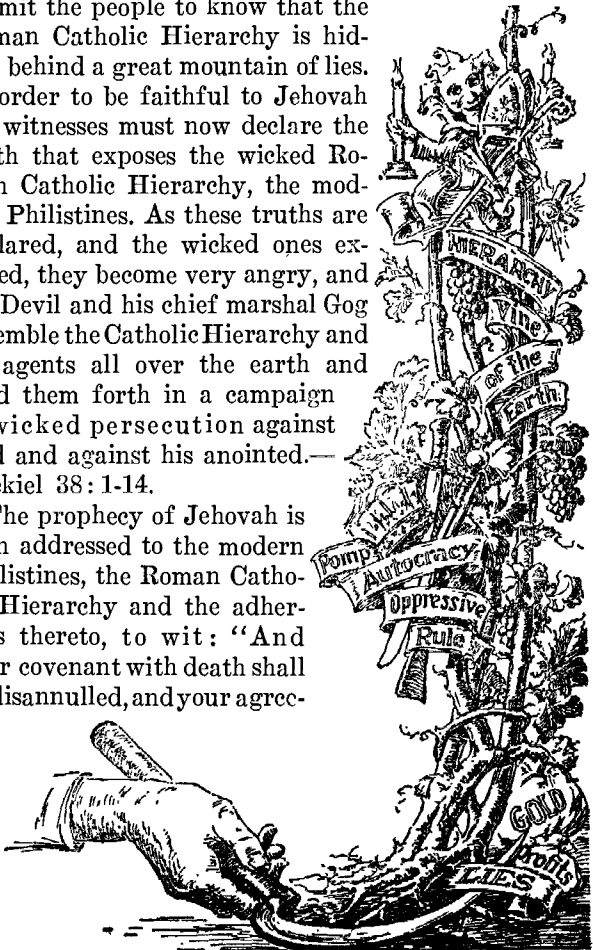 mit the people to know that the
man Catholic Hierarchy is hid-
behind a great mountain of lies.
order to be faithful to Jehovah
witnesses must now declare the
th that exposes the wicked Ro-
n Catholic Hierarchy, the mod-
Philistines. As these truths are
lared, and the wicked ones ex-
ed, they become very angry, and
Devil and his chief marshal Gog
emble the Catholic Hierarchy and
agents all over the earth and
d them forth in a campaign
wicked persecution against
d and against his anointed.—
kiel 38: 1-14.
The prophecy of Jehovah is
n addressed to the modern
listines, the Roman Catho-
Hierarchy and the adher-
s thereto, to wit: "And
r covenant with death shall
disannulled, and your agree-
HIERARCHY
Vine
of the
Earth
Pomp
Autocracy
Oppressive
Rule
GOLD
Profits
LIES